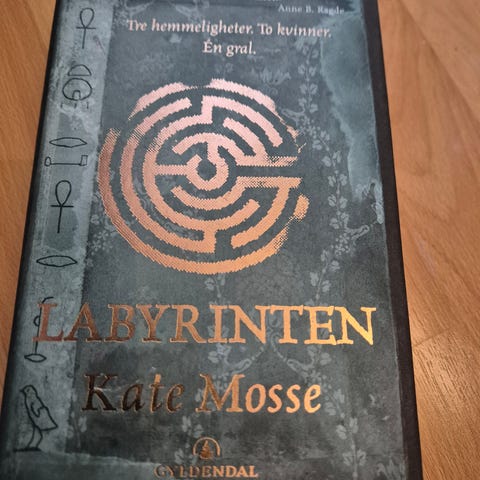 Anne B. Ragde
Tre hemmeligheter. To kvinner.
Én gral.
LABYRINTEN
Kate Mosse
GYLDENDAL